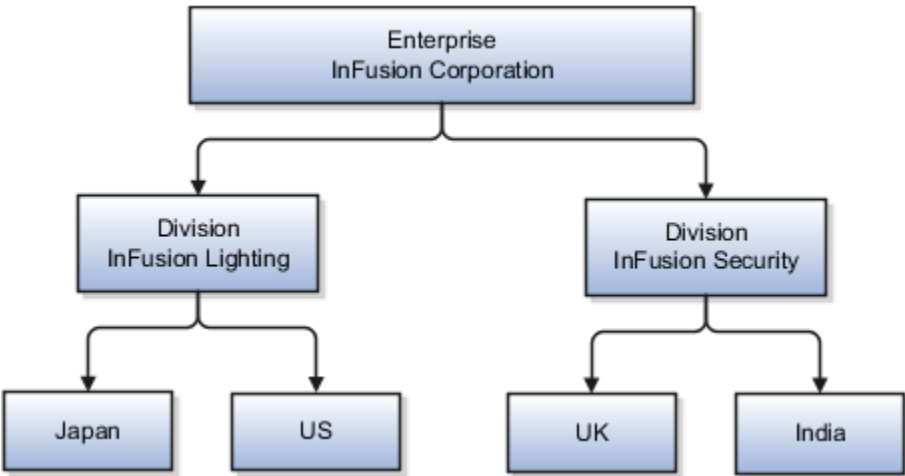 Enterprise
InFusion Corporation
Division
InFusion Lighting
Division
InFusion Security
Japan
US
UK
India